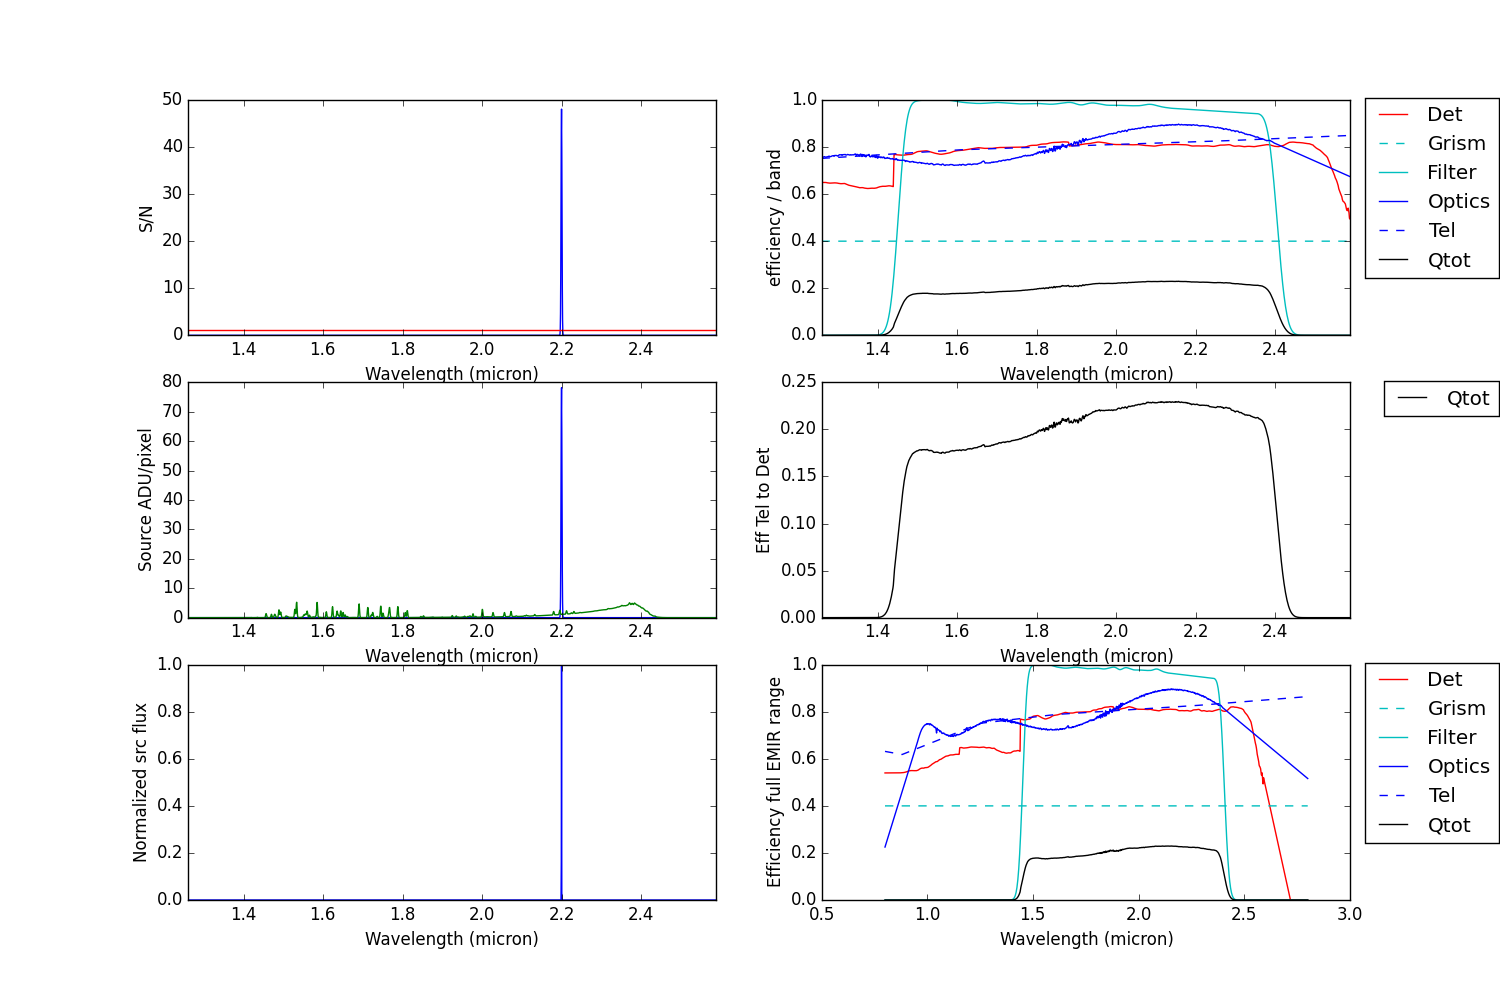 50
40
30
20
10
0
S/N
1.4 1.6 1.8 2.0 2.2 2.4
Wavelength (micron)
1.0
0.8
0.6
0.4
0.2
0.0
efficiency / band
1.4 1.6 1.8 2.0 2.2 2.4
Wavelength (micron)
Det
Grism
Filter
Optics
Tel
Qtot
80
70
60
50
40
30
20
10
0
Source ADU/pixel
1.4 1.6 1.8 2.0 2.2 2.4
Wavelength (micron)
0.25
0.20
0.15
0.10
0.05
0.00
Eff Tel to Det
1.4 1.6 1.8 2.0 2.2 2.4
Wavelength (micron)
Qtot
1.0
0.8
0.6
0.4
0.2
0.0
Normalized src flux
1.4 1.6 1.8 2.0 2.2 2.4
Wavelength (micron)
1.0
0.8
0.6
0.4
0.2
0.0
Efficiency full EMIR range
0.5 1.0 1.5 2.0 2.5 3.0
Wavelength (micron)
Det
Grism
Filter
Optics
Tel
Qtot